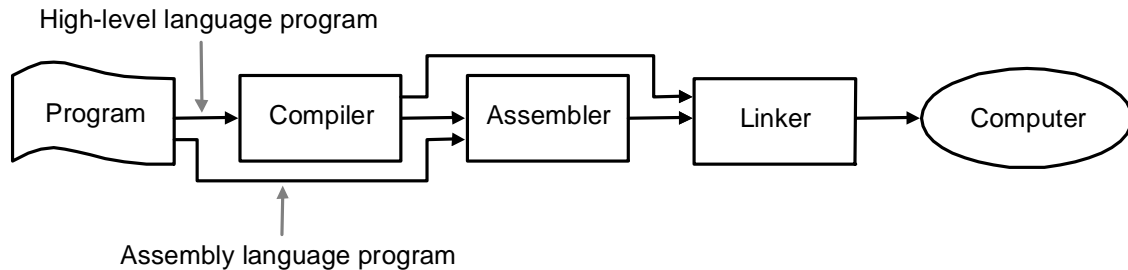 High-level language program
Program
Compiler
Assembler
Linker
Computer
Assembly language program